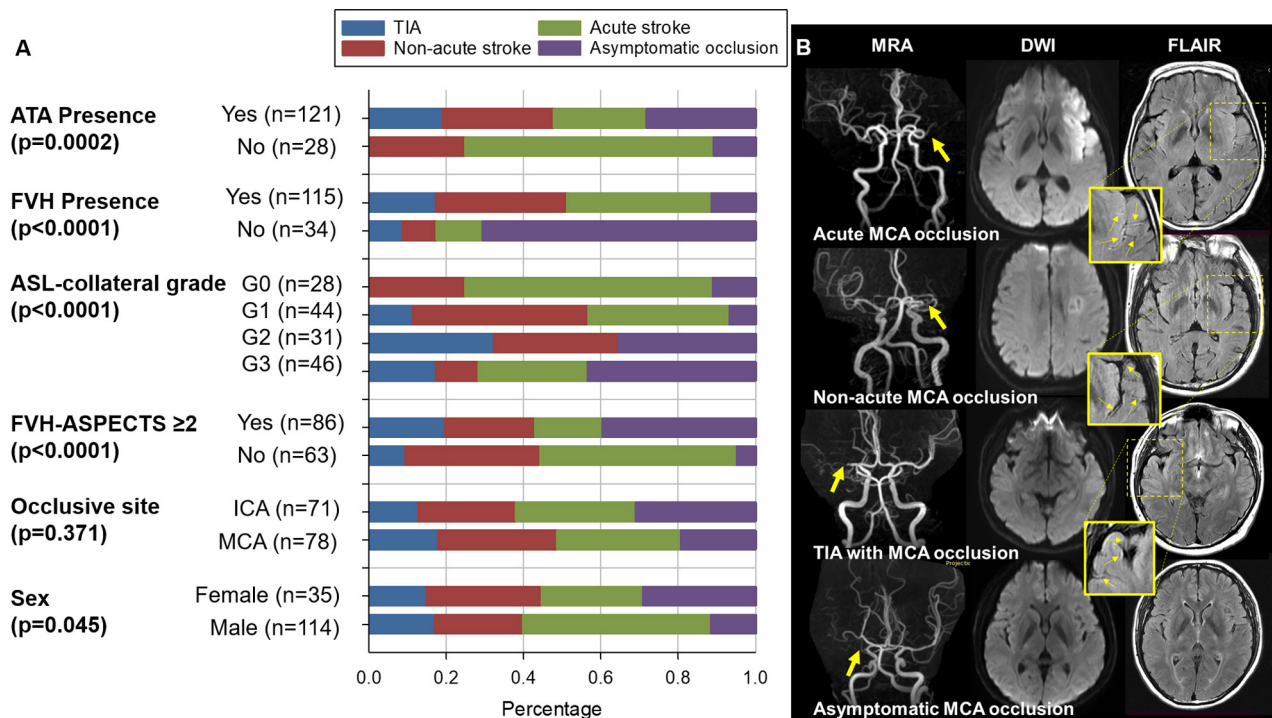 A
TIA
Acute stroke
Non-acute stroke
Asymptomatic occlusion
ATA Presence
(p=0.0002)
Yes (n=121)
No (n=28)
FVH Presence
(p<0.0001)
Yes (n=115)
No (n=34)
ASL-collateral grade
(p<0.0001)
G0 (n=28)
G1 (n=44)
G2 (n=31)
G3 (n=46)
FVH-ASPECTS ≥2
(p<0.0001)
Yes (n=86)
No (n=63)
Occlusive site
(p=0.371)
ICA (n=71)
MCA (n=78)
Sex
(p=0.045)
Female (n=35)
Male (n=114)
0.0 0.2 0.4 0.6 0.8 1.0
Percentage
B
MRA DWI FLAIR
Acute MCA occlusion
Non-acute MCA occlusion
TIA with MCA occlusion
Projectic
Asymptomatic MCA occlusion